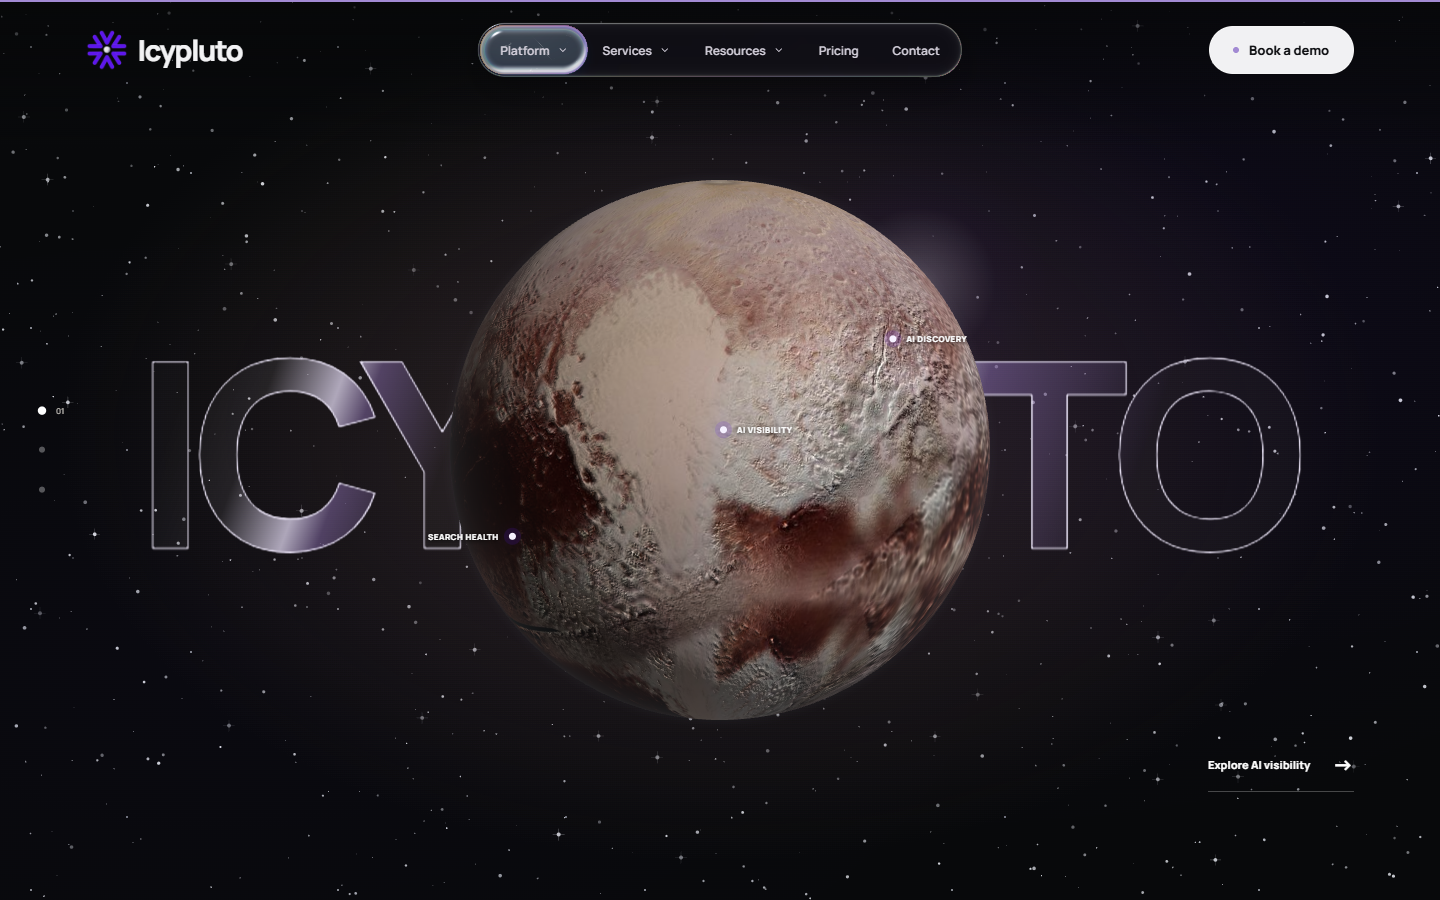 Icypluto
Platform
Services
Resources
Pricing
Contact
Book a demo
ICY TO
AI DISCOVERY
01
AI VISIBILITY
SEARCH HEALTH
Explore AI visibility